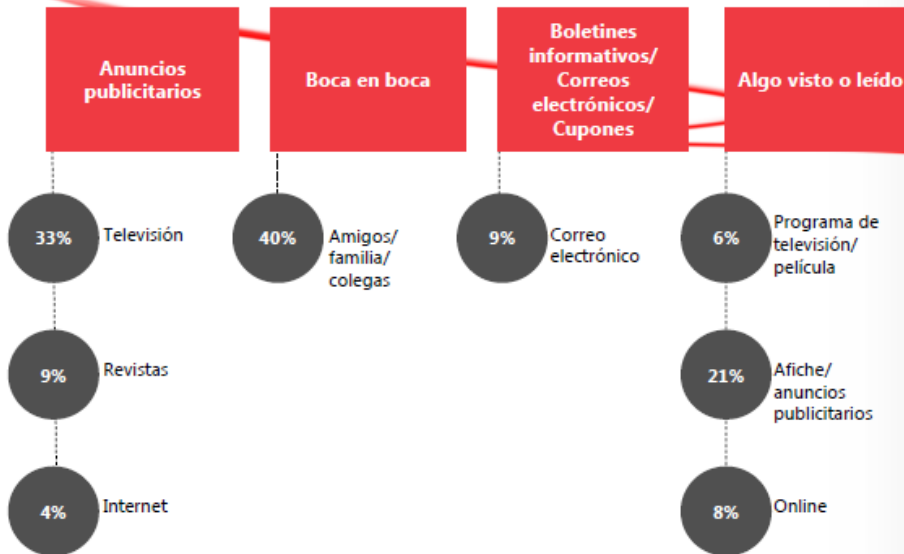 Anuncios
publicitarios
Boca en boca
Boletines
informativos/
Correos
electrónicos/
Cupones
Algo visto o leído
33%
Televisión
9%
Revistas
4%
Internet
40%
Amigos/
familia/
colegas
9%
Correo
electrónico
6%
Programa de
televisión/
película
21%
Afiche/
anuncios
publicitarios
8%
Online